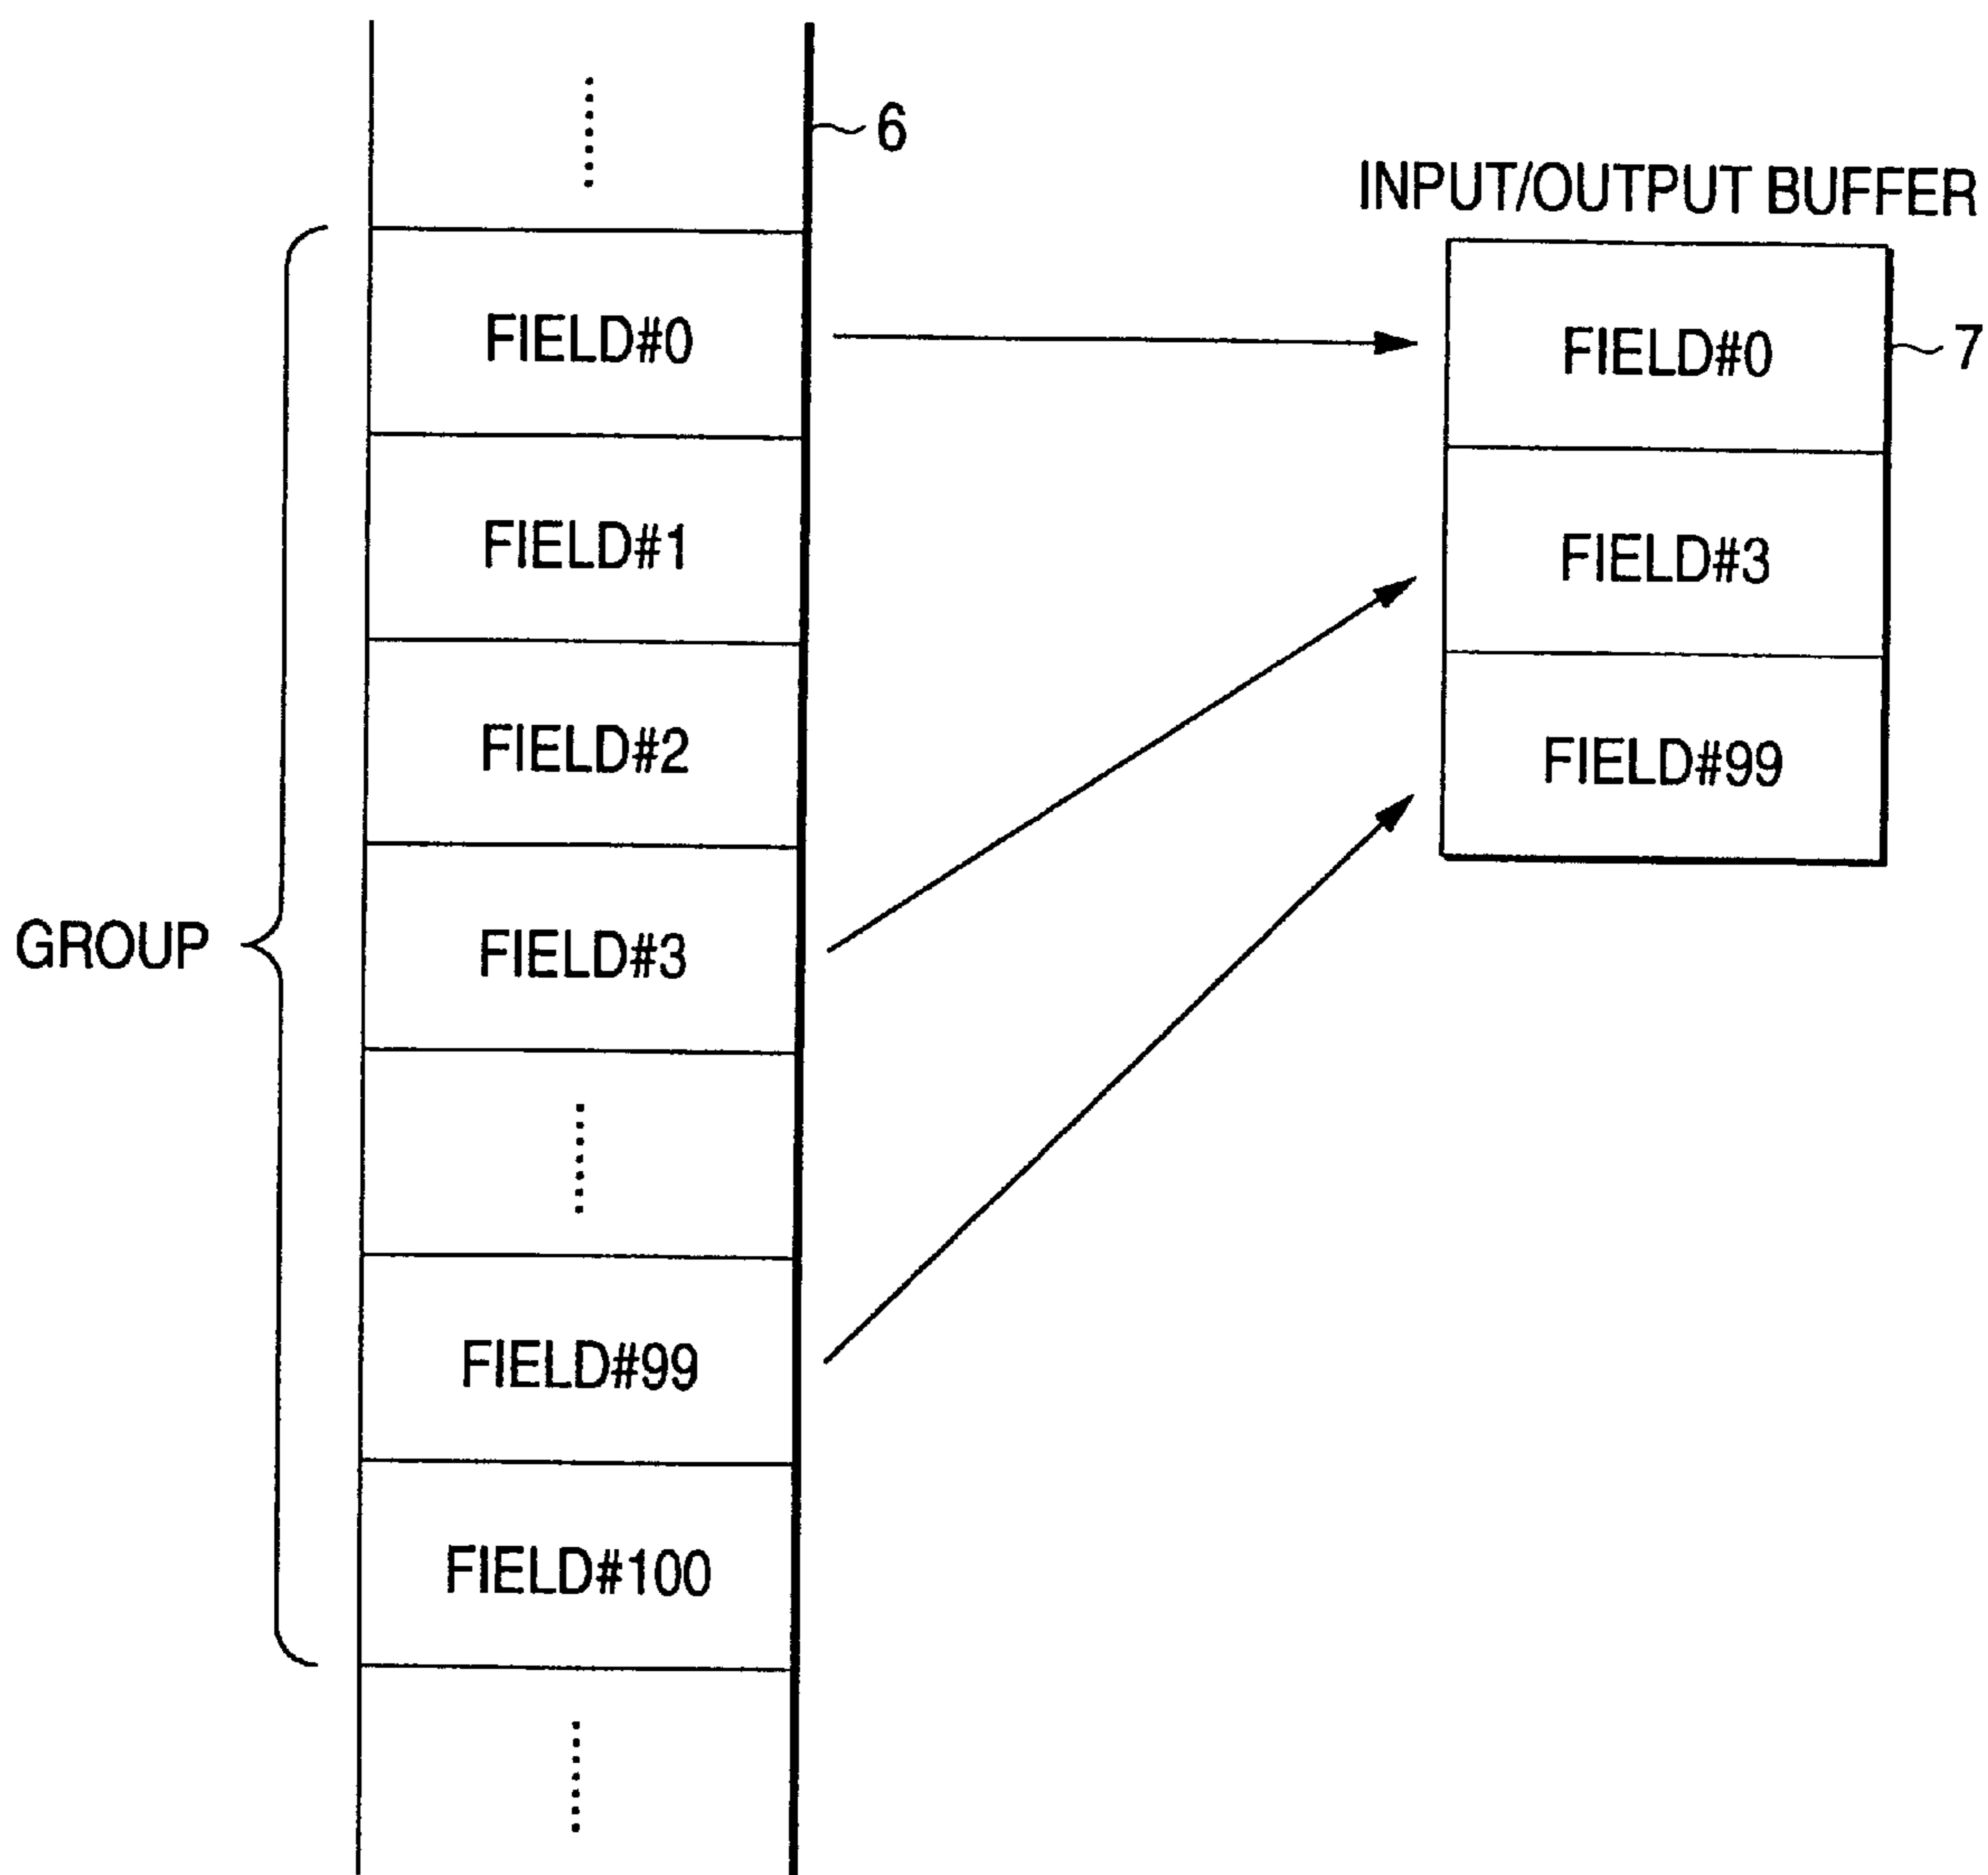 6
INPUT/OUTPUT BUFFER
FIELD#0
FIELD#1
FIELD#2
FIELD#3
FIELD#99
FIELD#100
GROUP
FIELD#0
7
FIELD#3
FIELD#99